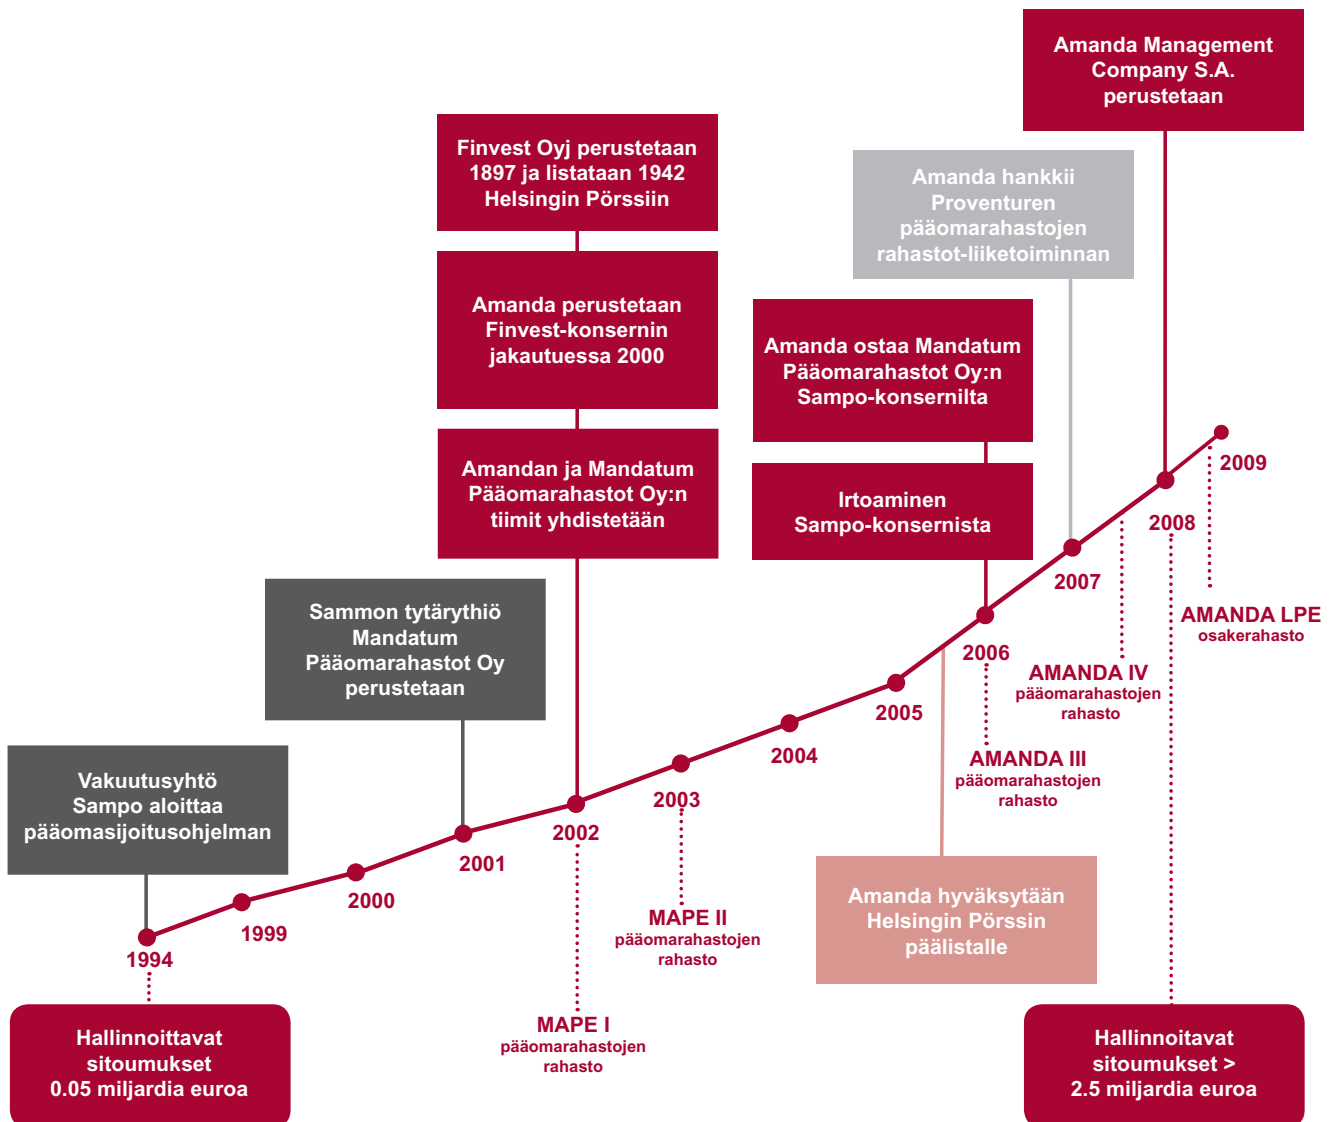 Amanda Management
Company S.A.
perustetaan
Finvest Oyj perustetaan
1897 ja listataan 1942
Helsingin Pörssiin
Amanda hankkii
Proventuren
pääomarahastojen
rahastot-liiketoiminnan
Amanda perustetaan
Finvest-konsernin
jakautuessa 2000
Amanda ostaa Mandatum
Pääomarahastot Oy:n
Sampo-konsernilta
Amandan ja Mandatum
Pääomarahastot Oy:n
tiimit yhdistetään
Irtoaminen
Sampo-konsernista
Sammon tytärythiö
Mandatum
Pääomarahastot Oy
perustetaan
Vakuutusyhtö
Sampo aloittaa
pääomasijoitusohjelman
1994
1999
2000
2001
2002
2003
2004
2005
2006
2007
2008
2009
AMANDA LPE
osakerahasto
AMANDA IV
pääomarahastojen
rahasto
AMANDA III
pääomarahastojen
rahasto
Amanda hyväksytään
Helsingin Pörssin
päälistalle
MAPE II
pääomarahastojen
rahasto
MAPE I
pääomarahastojen
rahasto
Hallinnoittavat
sitoumukset
0.05 miljardia euroa
Hallinnoitavat
sitoumukset >
2.5 miljardia euroa